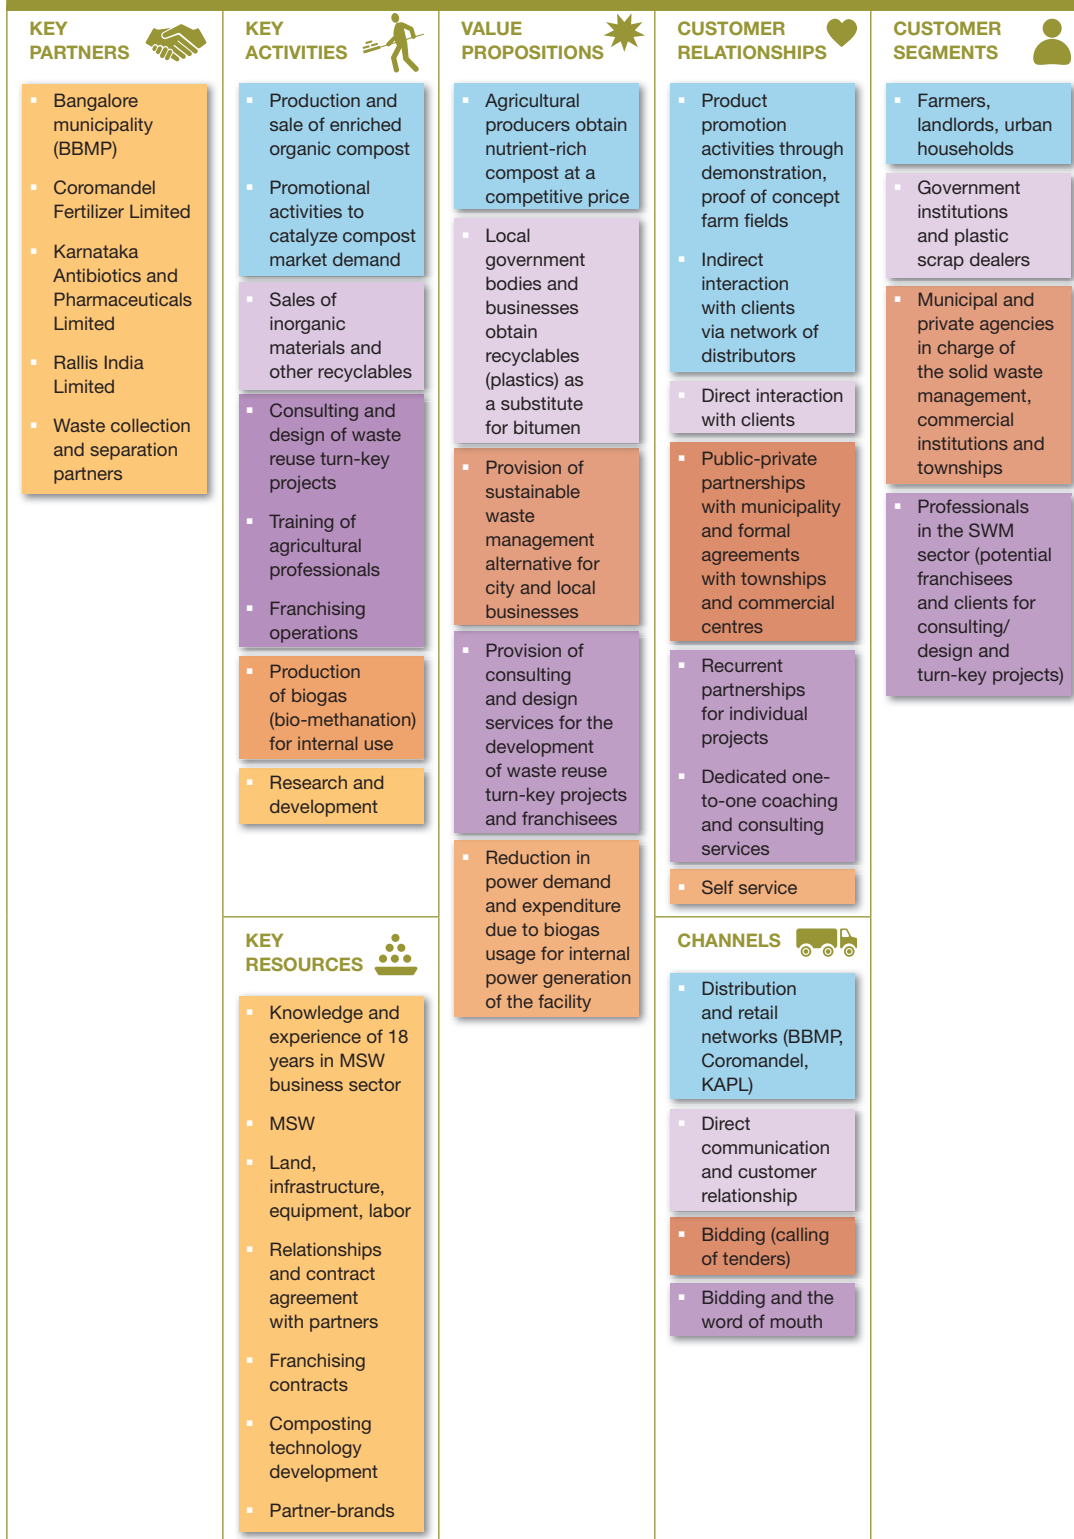 KEY
PARTNERS
Bangalore
municipality
(BBMP)
Coromandel
Fertilizer Limited
Karnataka
Antibiotics and
Pharmaceuticals
Limited
Rallis India
Limited
Waste collection
and separation
partners
KEY
ACTIVITIES
Production and
sale of enriched
organic compost
Promotional
activities to
catalyze compost
market demand
Sales of
inorganic
materials and
other recyclables
Consulting and
design of waste
reuse turn-key
projects
Training of
agricultural
professionals
Franchising
operations
Production
of biogas
(bio-methanation)
for internal use
Research and
development
KEY
RESOURCES
Knowledge and
experience of 18
years in MSW
business sector
MSW
Land,
infrastructure,
equipment, labor
Relationships
and contract
agreement
with partners
Franchising
contracts
Composting
technology
development
Partner-brands
VALUE
PROPOSITIONS
Agricultural
producers obtain
nutrient-rich
compost at a
competitive price
Local
government
bodies and
businesses
obtain
recyclables
(plastics) as
a substitute
for bitumen
Provision of
sustainable
waste
management
alternative for
city and local
businesses
Provision of
consulting
and design
services for the
development
of waste reuse
turn-key projects
and franchisees
Reduction in
power demand
and expenditure
due to biogas
usage for internal
power generation
of the facility
CUSTOMER
RELATIONSHIPS
Product
promotion
activities through
demonstration,
proof of concept
farm fields
Indirect
interaction
with clients
via network of
distributors
Direct interaction
with clients
Public-private
partnerships
with municipality
and formal
agreements
with townships
and commercial
centres
Recurrent
partnerships
for individual
projects
Dedicated one-
to-one coaching
and consulting
services
Self service
CHANNELS
Distribution
and retail
networks (BBMP,
Coromandel,
KAPL)
Direct
communication
and customer
relationship
Bidding (calling
of tenders)
Bidding and the
word of mouth
CUSTOMER
SEGMENTS
Farmers,
landlords, urban
households
Government
institutions
and plastic
scrap dealers
Municipal and
private agencies
in charge of
the solid waste
management,
commercial
institutions and
townships
Professionals
in the SWM
sector (potential
franchisees
and clients for
consulting/
design and
turn-key projects)